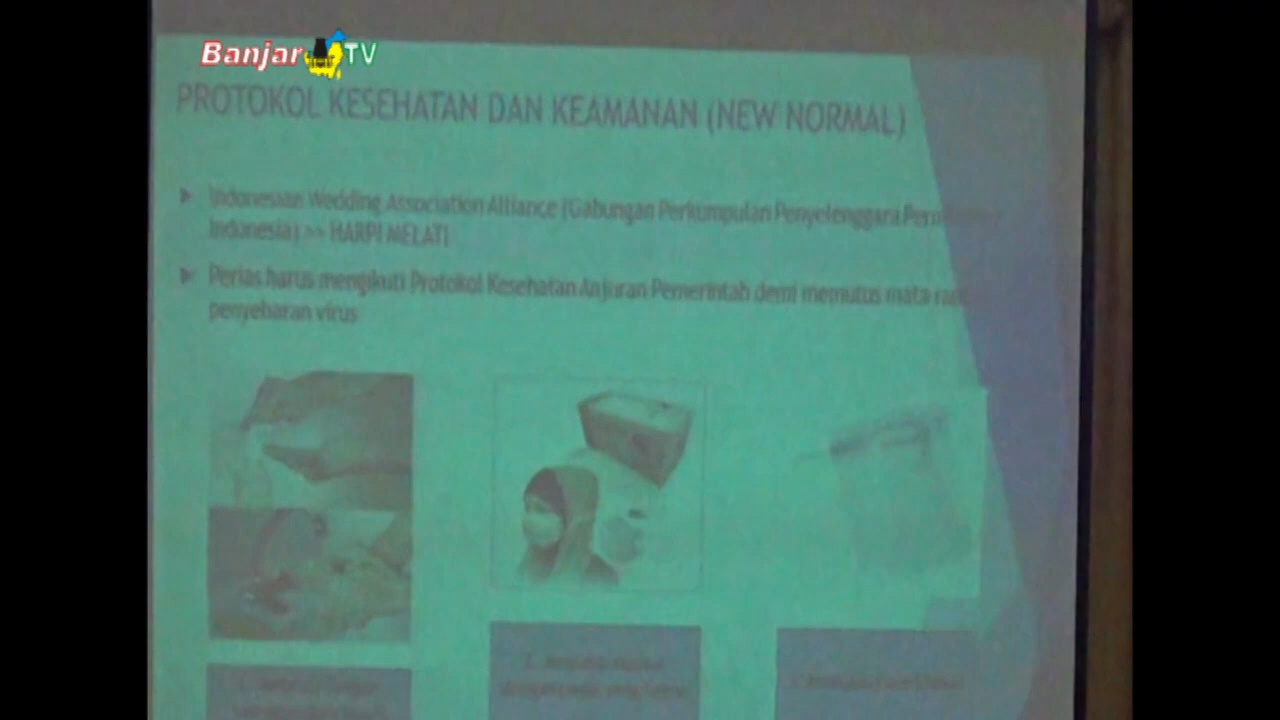 Banjar TV
PROTOKOL KESEHATAN DAN KEAMANAN (NEW NORMAL)
Indonesian Wedding Association Alliance (Gabungan Perkumpulan Penyelenggara
Indonesia) >> HARPI MELATI
Perias harus mengikuti Protokol Kesehatan Anjuran Pemerintah demi memutus mata
penyebaran virus